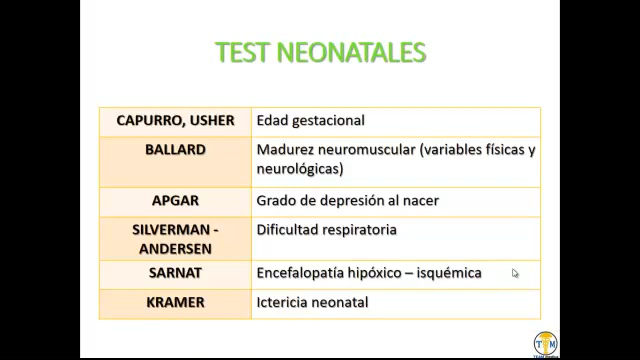 TEST NEONATALES
CAPURRO, USHER Edad gestacional
BALLARD Madurez neuromuscular (variables físicas y
neurológicas)
APGAR Grado de depresión al nacer
SILVERMAN - Dificultad respiratoria
ANDERSEN
SARNAT Encefalopatía hipóxico – isquémica
KRAMER Ictericia neonatal